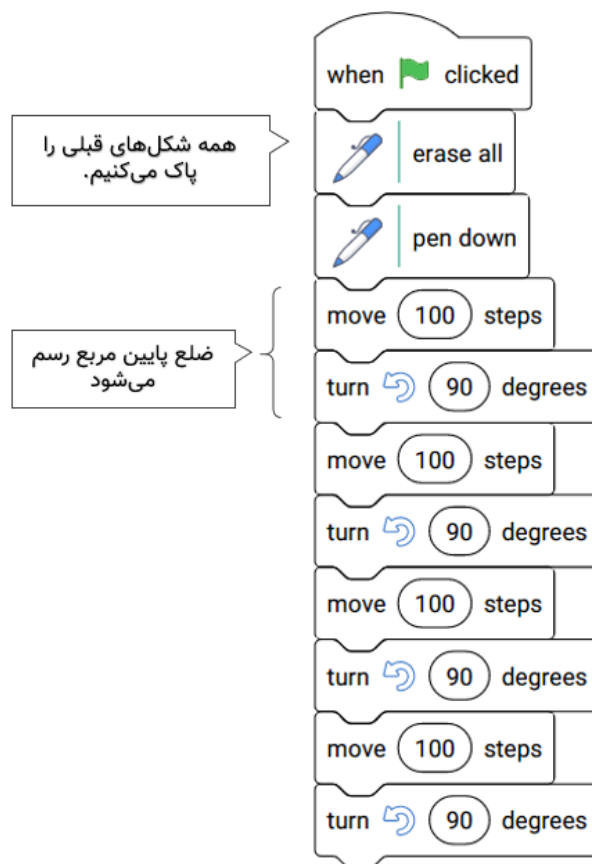 when clicked
همه شکل‌های قبلی را
پاک می‌کنیم.
erase all
pen down
move 100 steps
ضلع پایین مربع رسم
می‌شود
turn 90 degrees
move 100 steps
turn 90 degrees
move 100 steps
turn 90 degrees
move 100 steps
turn 90 degrees